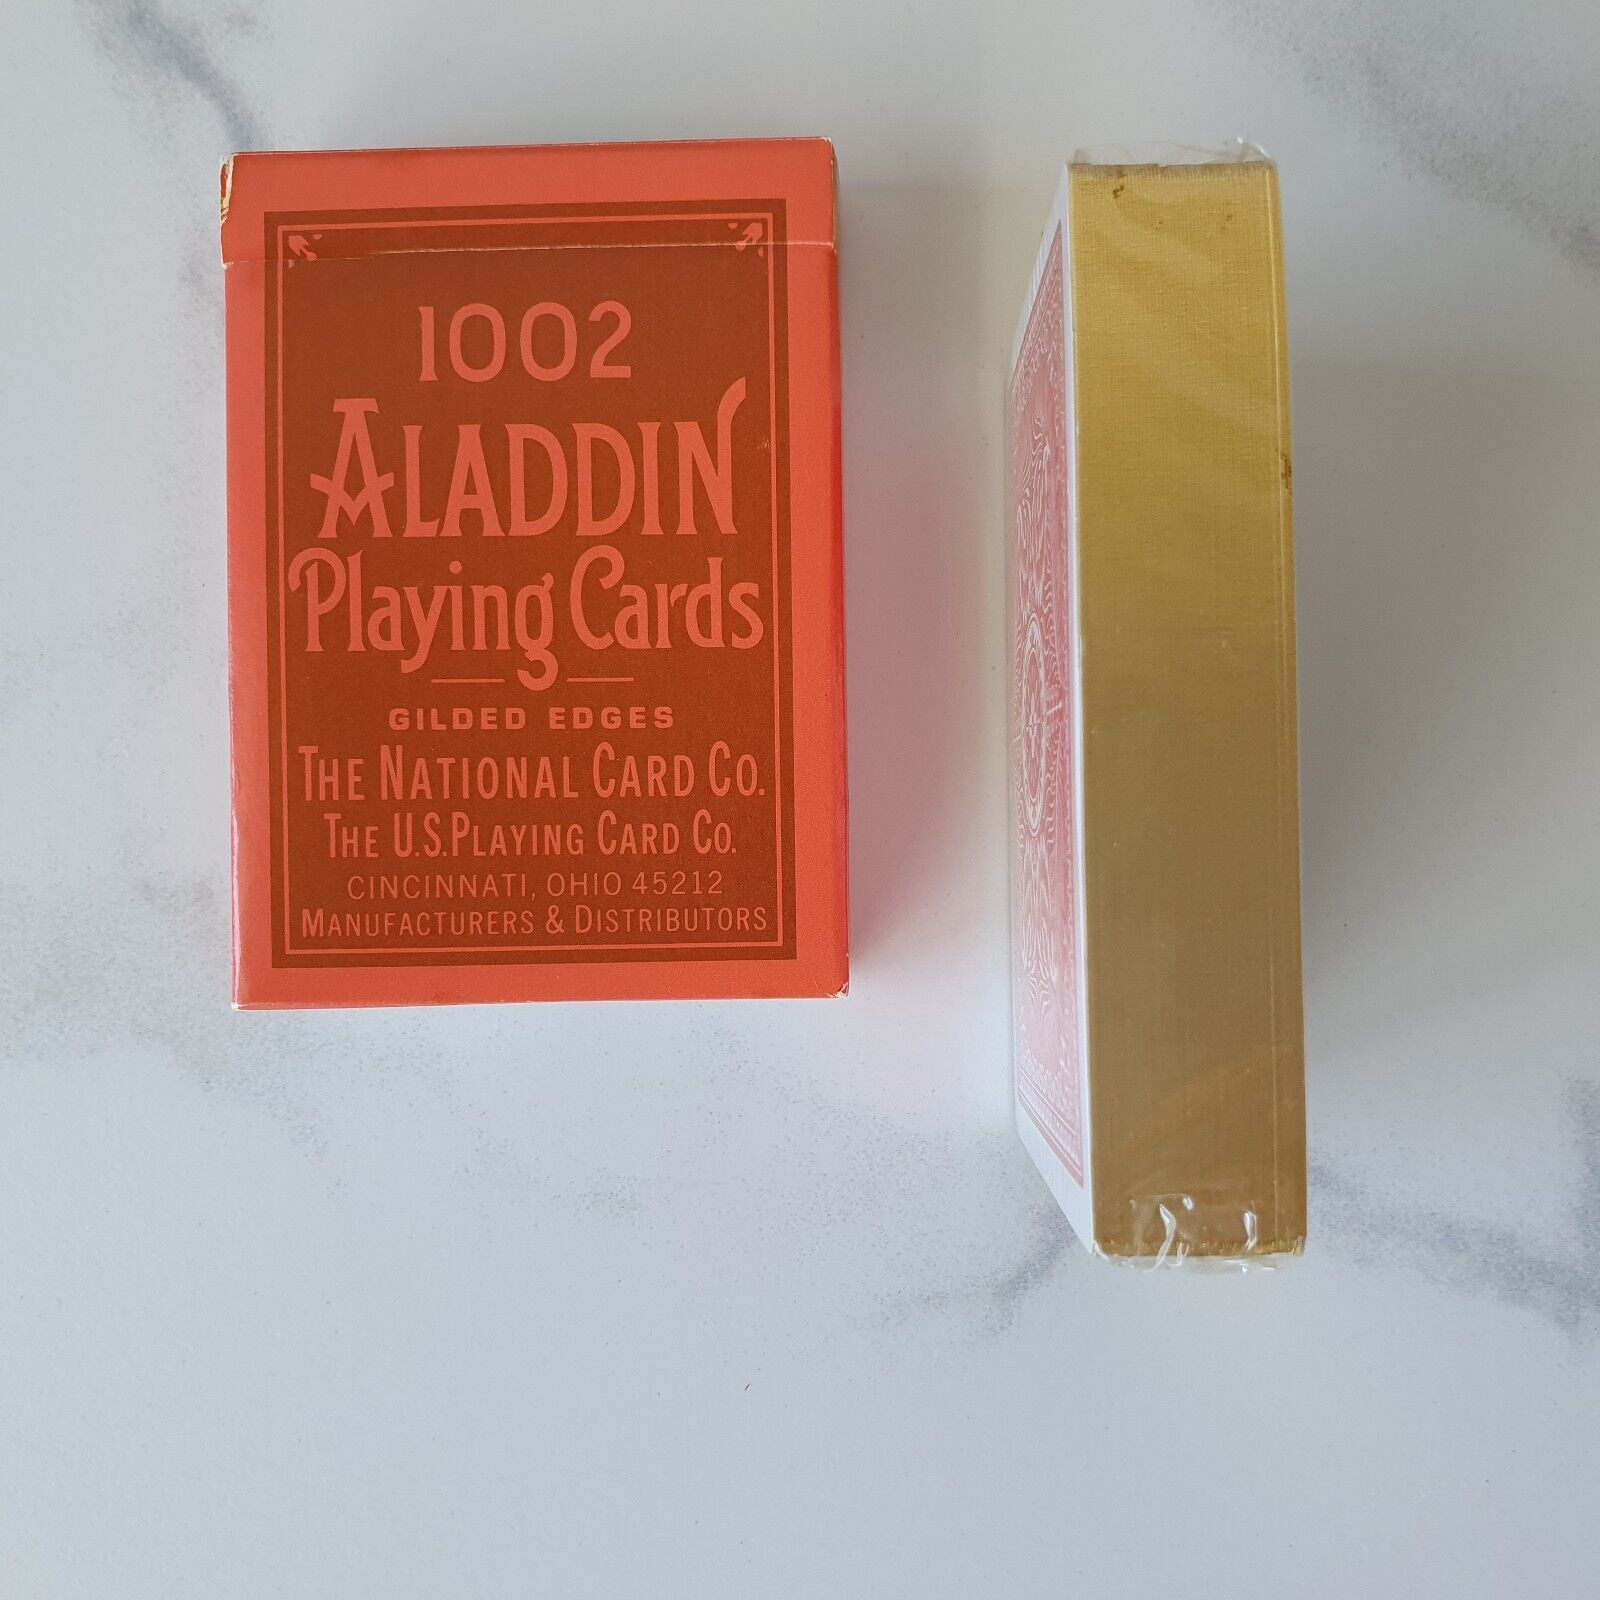 1002
ALADDIN
Playing Cards
GILDED EDGES
THE NATIONAL CARD CO.
THE U.S. PLAYING CARD CO.
CINCINNATI, OHIO 45212
MANUFACTURERS & DISTRIBUTORS